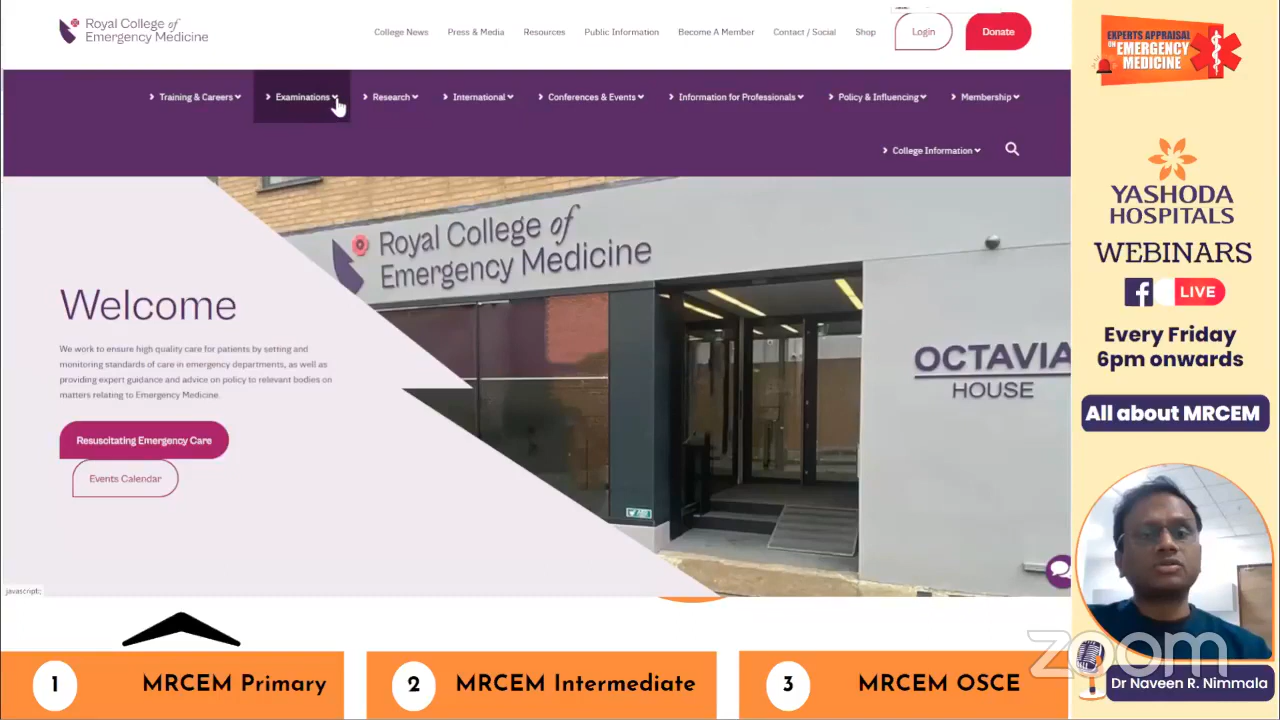 Royal College of
Emergency Medicine
College News
Press & Media
Resources
Public Information
Become A Member
Contact / Social
Shop
Login
Donate
Training & Careers
Examinations
Research
International
Conferences & Events
Information for Professionals
Policy & Influencing
Membership
College Information
Royal College of
Emergency Medicine
OCTAVIA
HOUSE
Welcome
We work to ensure high quality care for patients by setting and
monitoring standards of care in emergency departments, as well as
providing expert guidance and advice on policy to relevant bodies on
matters relating to Emergency Medicine.
Resuscitating Emergency Care
Events Calendar
javascript:;
1
MRCEM Primary
2
MRCEM Intermediate
3
MRCEM OSCE
EXPERTS APPRAISAL
ON EMERGENCY
MEDICINE
YASHODA
HOSPITALS
WEBINARS
LIVE
Every Friday
6pm onwards
All about MRCEM
zoom
Dr Naveen R. Nimmala